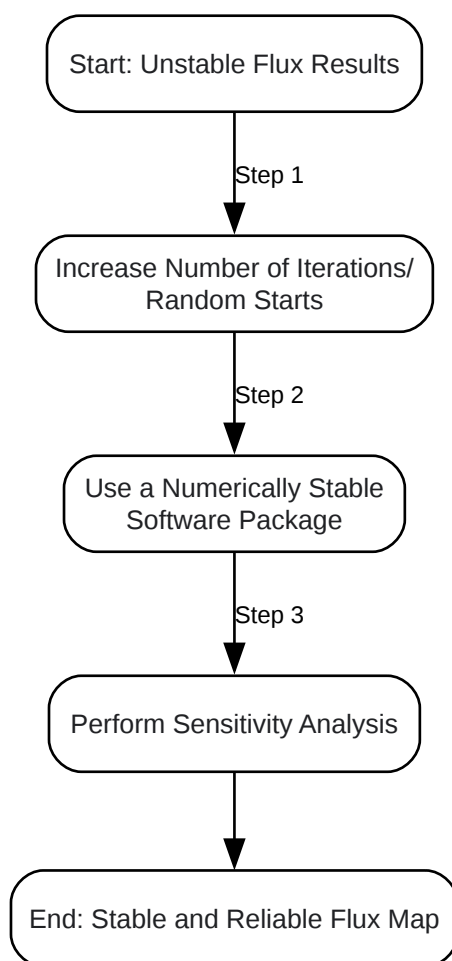 Start: Unstable Flux Results
Step 1
Increase Number of Iterations/
Random Starts
Step 2
Use a Numerically Stable
Software Package
Step 3
Perform Sensitivity Analysis
End: Stable and Reliable Flux Map